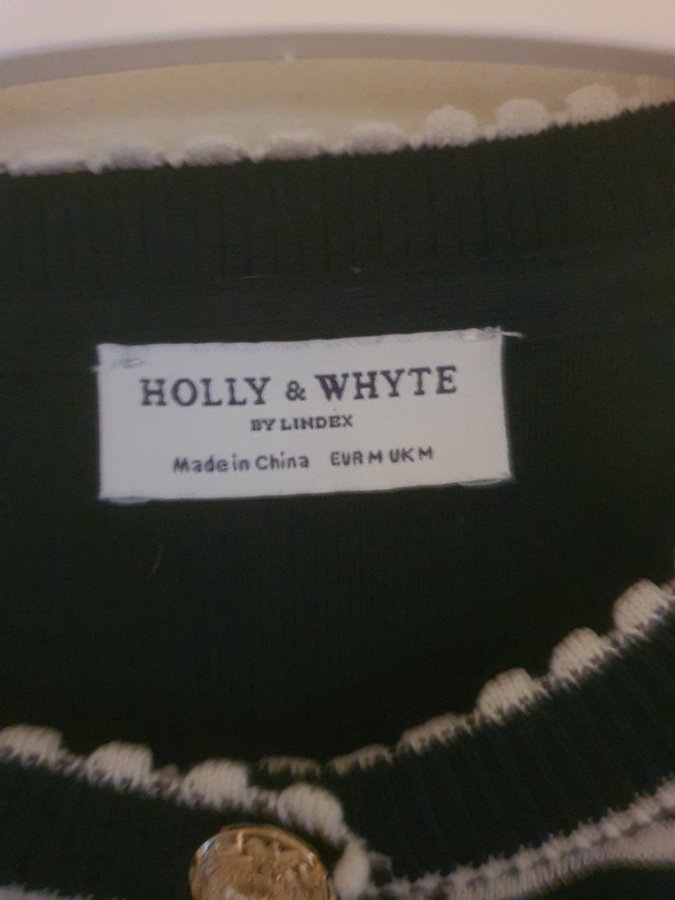 HOLLY & WHYTE
BY LINDEX
Made in China EUR M UK M